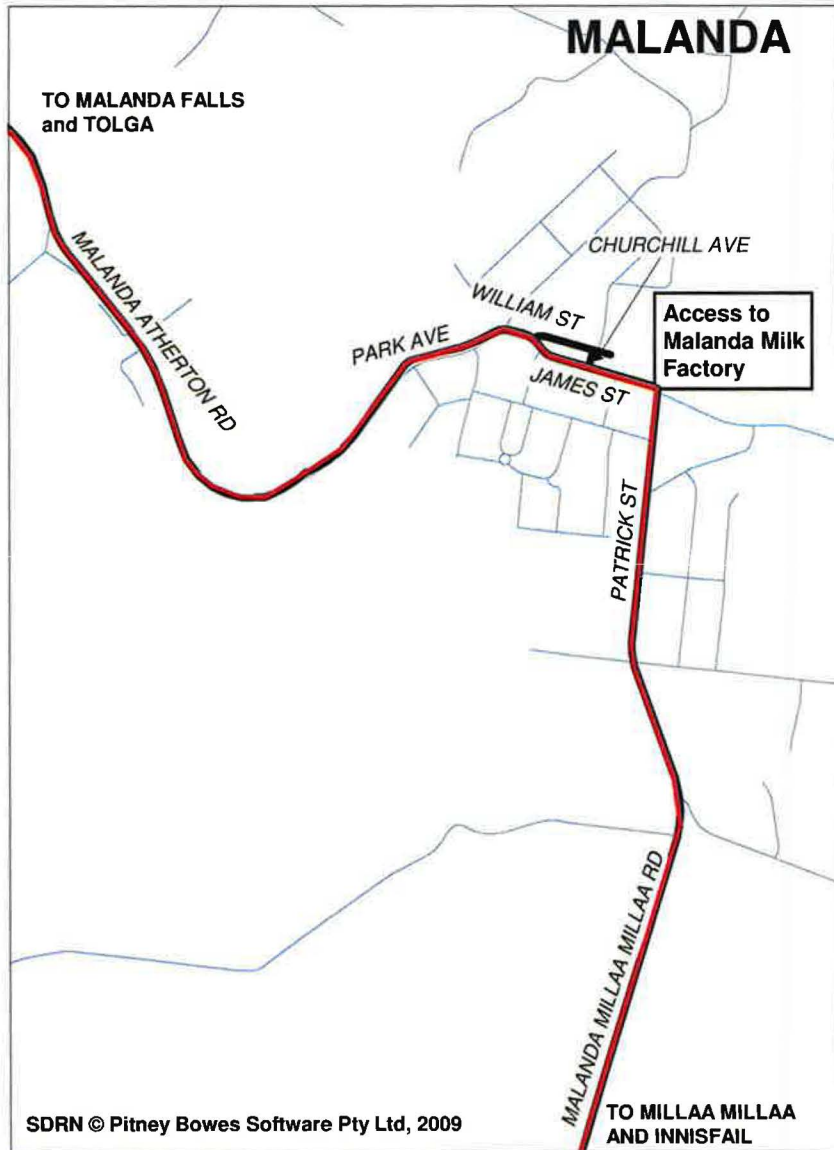 MALANDA
TO MALANDA FALLS
and TOLGA
CHURCHILL AVE
MALANDA ATHERTON RD
WILLIAM ST
Access to
Malanda Milk
Factory
PARK AVE
JAMES ST
PATRICK ST
MALANDA MILLAA MILLAA RD
SDRN © Pitney Bowes Software Pty Ltd, 2009
TO MILLAA MILLAA
AND INNISFAIL